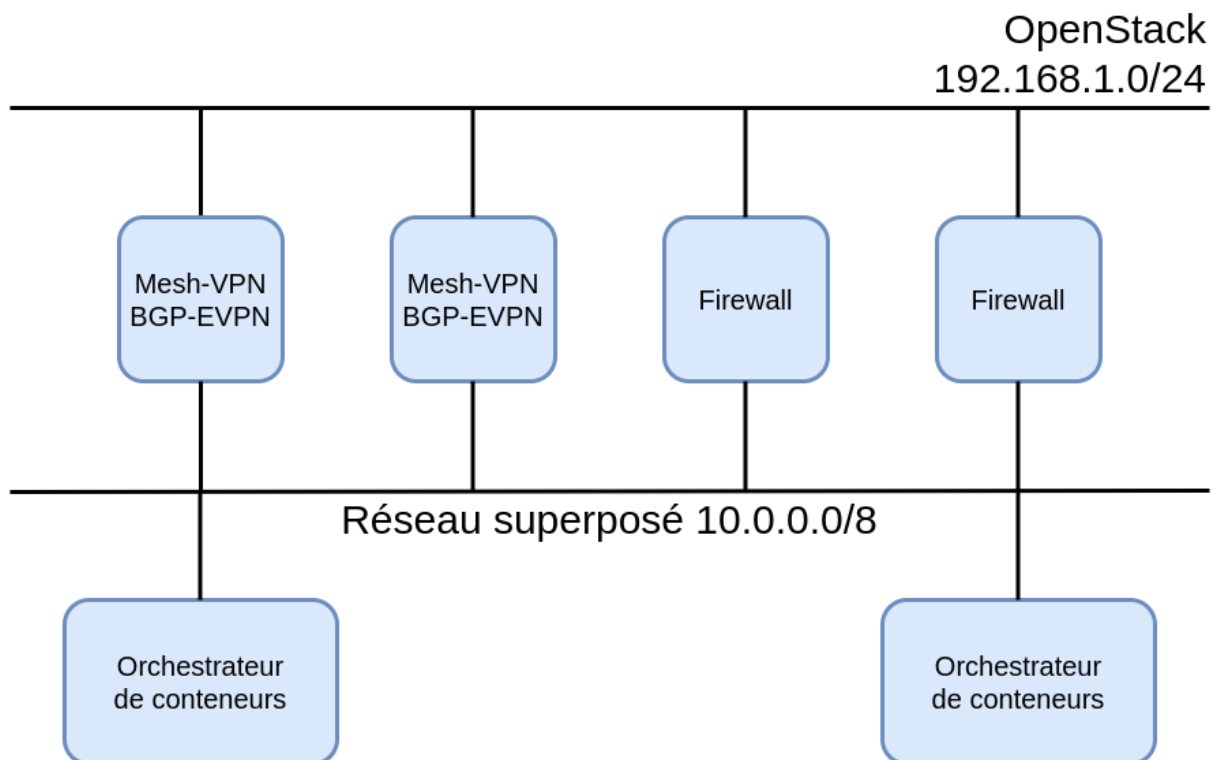 OpenStack
192.168.1.0/24
Mesh-VPN
BGP-EVPN
Mesh-VPN
BGP-EVPN
Firewall
Firewall
Réseau superposé 10.0.0.0/8
Orchestrateur
de conteneurs
Orchestrateur
de conteneurs